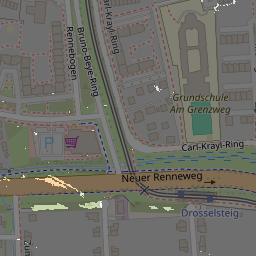 Carl-Krayl-Ring
Bruno-Beye-Ring
Rennebogen
Grundschule
Am Grenzweg
Carl-Krayl-Ring
Neuer Renneweg
Drosselsteig